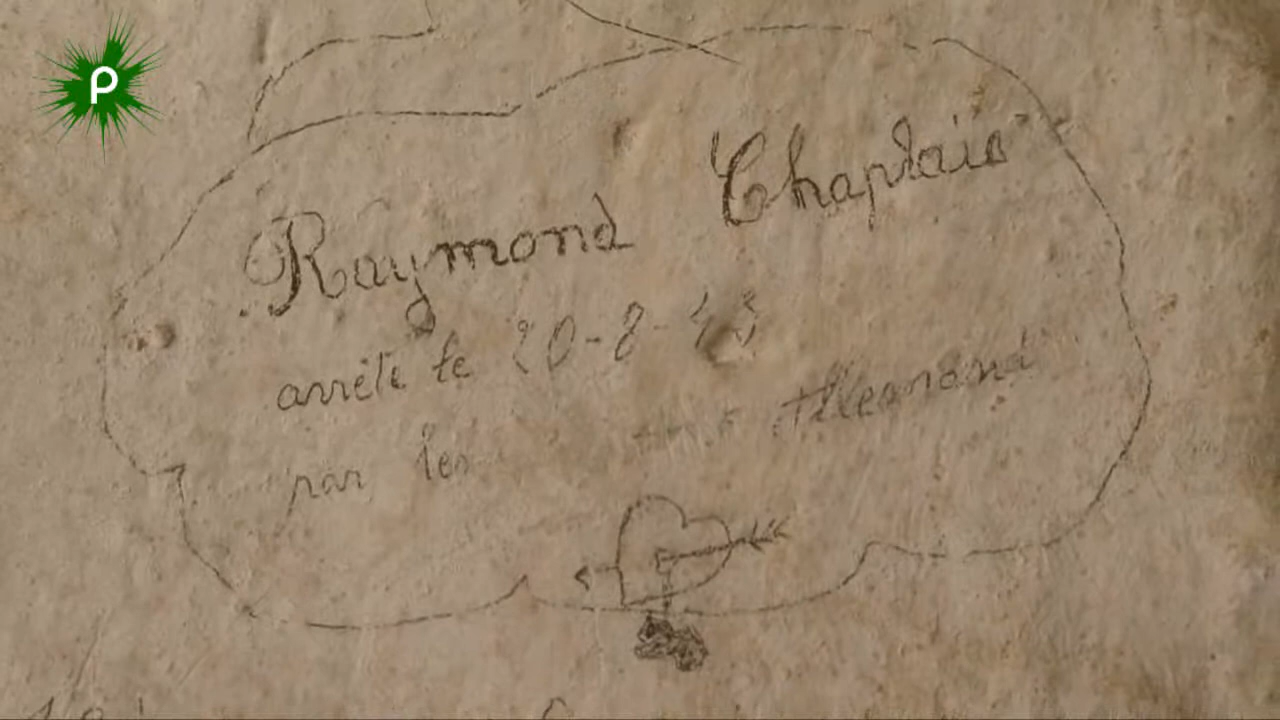 P
Raymond Chaplais
arrêté le 20-8-43
par les Allemand